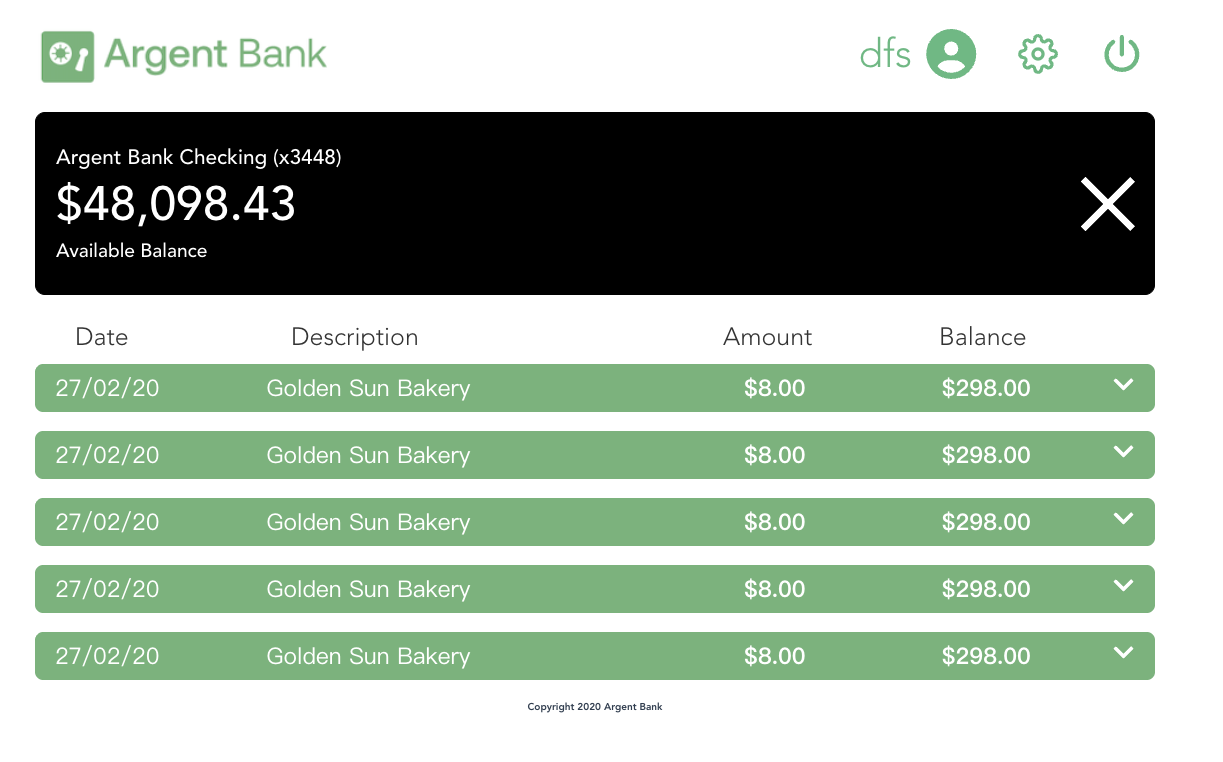 Argent Bank
dfs
Argent Bank Checking (x3448)
$48,098.43
Available Balance
Date Description Amount Balance
27/02/20 Golden Sun Bakery $8.00 $298.00
27/02/20 Golden Sun Bakery $8.00 $298.00
27/02/20 Golden Sun Bakery $8.00 $298.00
27/02/20 Golden Sun Bakery $8.00 $298.00
27/02/20 Golden Sun Bakery $8.00 $298.00
Copyright 2020 Argent Bank